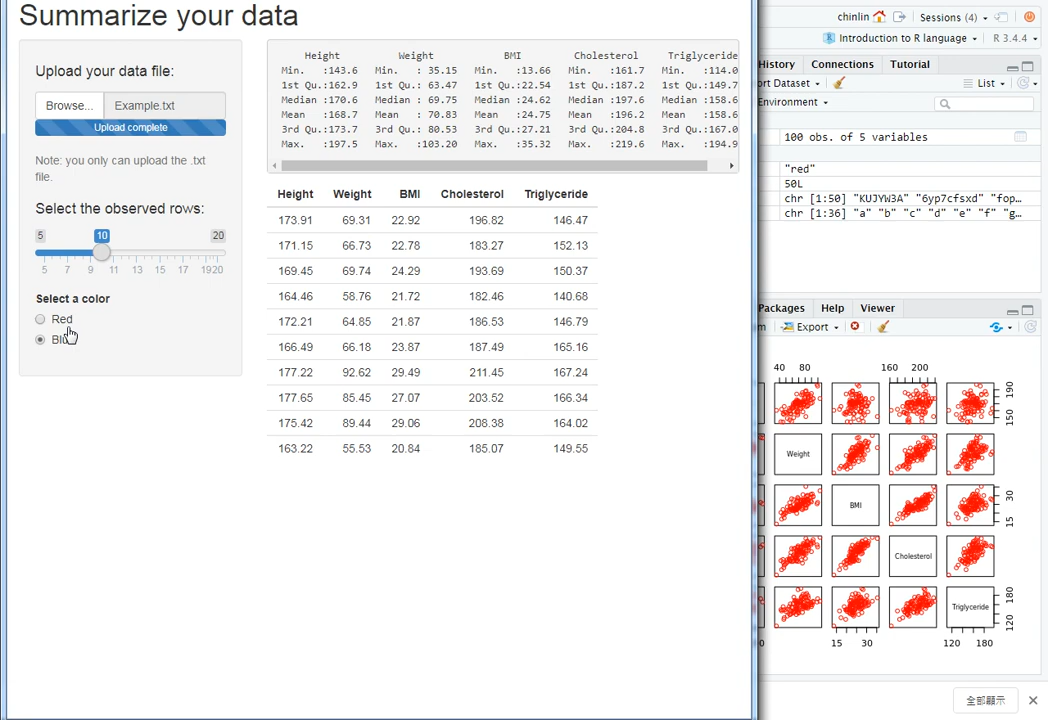 Summarize your data
Upload your data file:
Browse... Example.txt
Upload complete
Note: you only can upload the .txt
file.
Select the observed rows:
5 10 20
5 7 9 11 13 15 17 1920
Select a color
Red
Height Weight BMI Cholesterol Triglyceride
Min. :143.6 Min. : 35.15 Min. :13.66 Min. :161.7 Min. :114.0
1st Qu.:162.9 1st Qu.: 63.47 1st Qu.:22.54 1st Qu.:187.2 1st Qu.:149.7
Median :170.6 Median : 69.75 Median :24.62 Median :197.6 Median :158.6
Mean :168.7 Mean : 70.83 Mean :24.75 Mean :196.2 Mean :158.6
3rd Qu.:173.7 3rd Qu.: 80.53 3rd Qu.:27.21 3rd Qu.:204.8 3rd Qu.:167.0
Max. :197.5 Max. :103.20 Max. :35.32 Max. :219.6 Max. :194.9
Height Weight BMI Cholesterol Triglyceride
173.91 69.31 22.92 196.82 146.47
171.15 66.73 22.78 183.27 152.13
169.45 69.74 24.29 193.69 150.37
164.46 58.76 21.72 182.46 140.68
172.21 64.85 21.87 186.53 146.79
166.49 66.18 23.87 187.49 165.16
177.22 92.62 29.49 211.45 167.24
177.65 85.45 27.07 203.52 166.34
175.42 89.44 29.06 208.38 164.02
163.22 55.53 20.84 185.07 149.55
chinlin Sessions (4)
Introduction to R language R 3.4.4
History Connections Tutorial
ort Dataset List
Environment
100 obs. of 5 variables
"red"
50L
chr [1:50] "KUJYW3A" "6yp7cfsxd" "fop…
chr [1:36] "a" "b" "c" "d" "e" "f" "g…
Packages Help Viewer
m Export
40 80 160 200
150 190
Weight
BMI
15 30
Cholesterol
Triglyceride
120 180
0 15 30 120 180
全部顯示